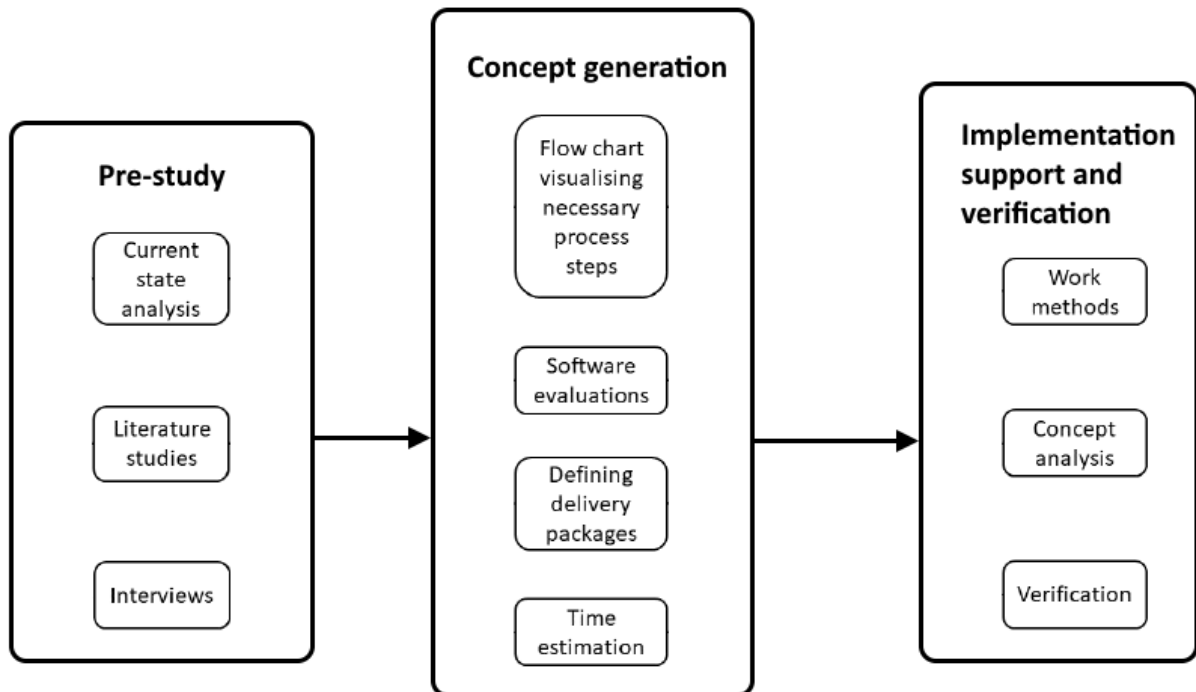 Pre-study
Current
state
analysis
Literature
studies
Interviews
Concept generation
Flow chart
visualising
necessary
process
steps
Software
evaluations
Defining
delivery
packages
Time
estimation
Implementation
support and
verification
Work
methods
Concept
analysis
Verification